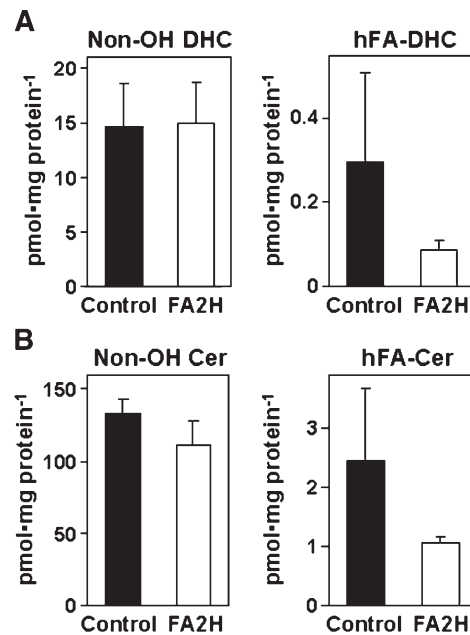 A
Non-OH DHC
hFA-DHC
pmol•mg protein-1
20
15
10
5
0
Control FA2H
pmol•mg protein-1
0.4
0.2
0
Control FA2H
B
Non-OH Cer
hFA-Cer
pmol•mg protein-1
150
100
50
0
Control FA2H
pmol•mg protein-1
3
2
1
0
Control FA2H